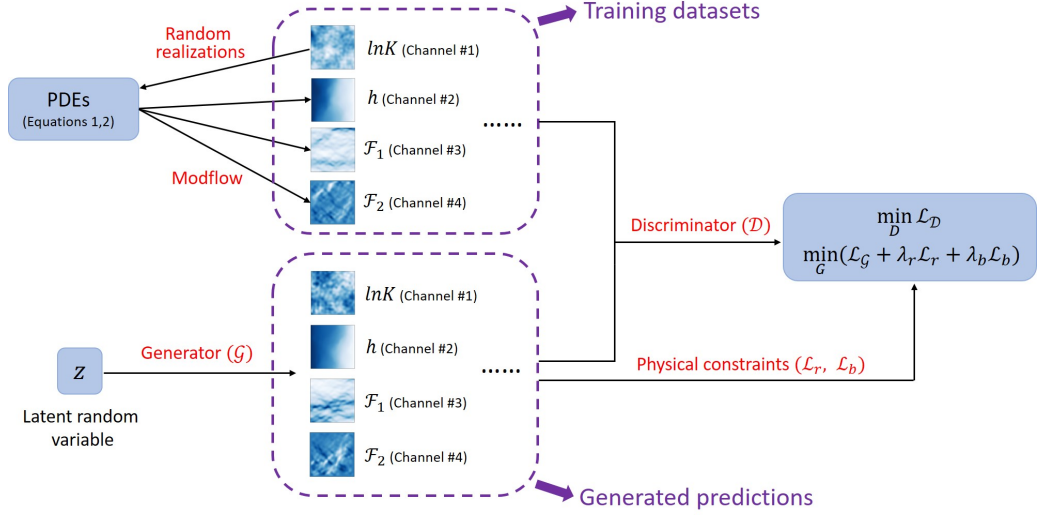 Training datasets
Random
realizations
lnK (Channel #1)
PDEs
(Equations 1,2)
h (Channel #2)
......
ℱ₁ (Channel #3)
Modflow
ℱ₂ (Channel #4)
Discriminator (𝒟)
min ℒ_𝒟
D
min(ℒ_𝒢 + λ_r ℒ_r + λ_b ℒ_b)
G
lnK (Channel #1)
h (Channel #2)
Generator (𝒢)
z
......
Physical constraints (ℒ_r, ℒ_b)
ℱ₁ (Channel #3)
Latent random
variable
ℱ₂ (Channel #4)
Generated predictions